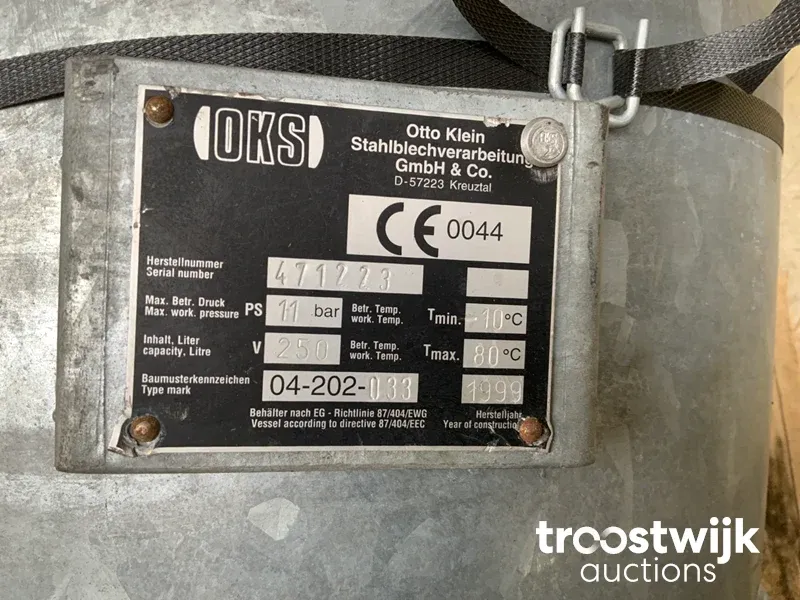 OKS
Otto Klein
Stahlblechverarbeitung
GmbH & Co.
D-57223 Kreuztal
CE 0044
Herstellnummer
Serial number
471223
Max. Betr. Druck
Max. work. pressure
PS 11 bar
Betr. Temp.
work. Temp.
Tmin. -10°C
Inhalt, Liter
capacity, Litre
V 250
Betr. Temp.
work. Temp.
Tmax. 80°C
Baumusterkennzeichen
Type mark
04-202-033
1999
Behälter nach EG - Richtlinie 87/404/EWG
Vessel according to directive 87/404/EEC
Herstelljahr
Year of construction
troostwijk
auctions